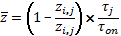 z̅ = (1 − z_{i,j} / z_{i,j}) × τ_j / τ_{on}